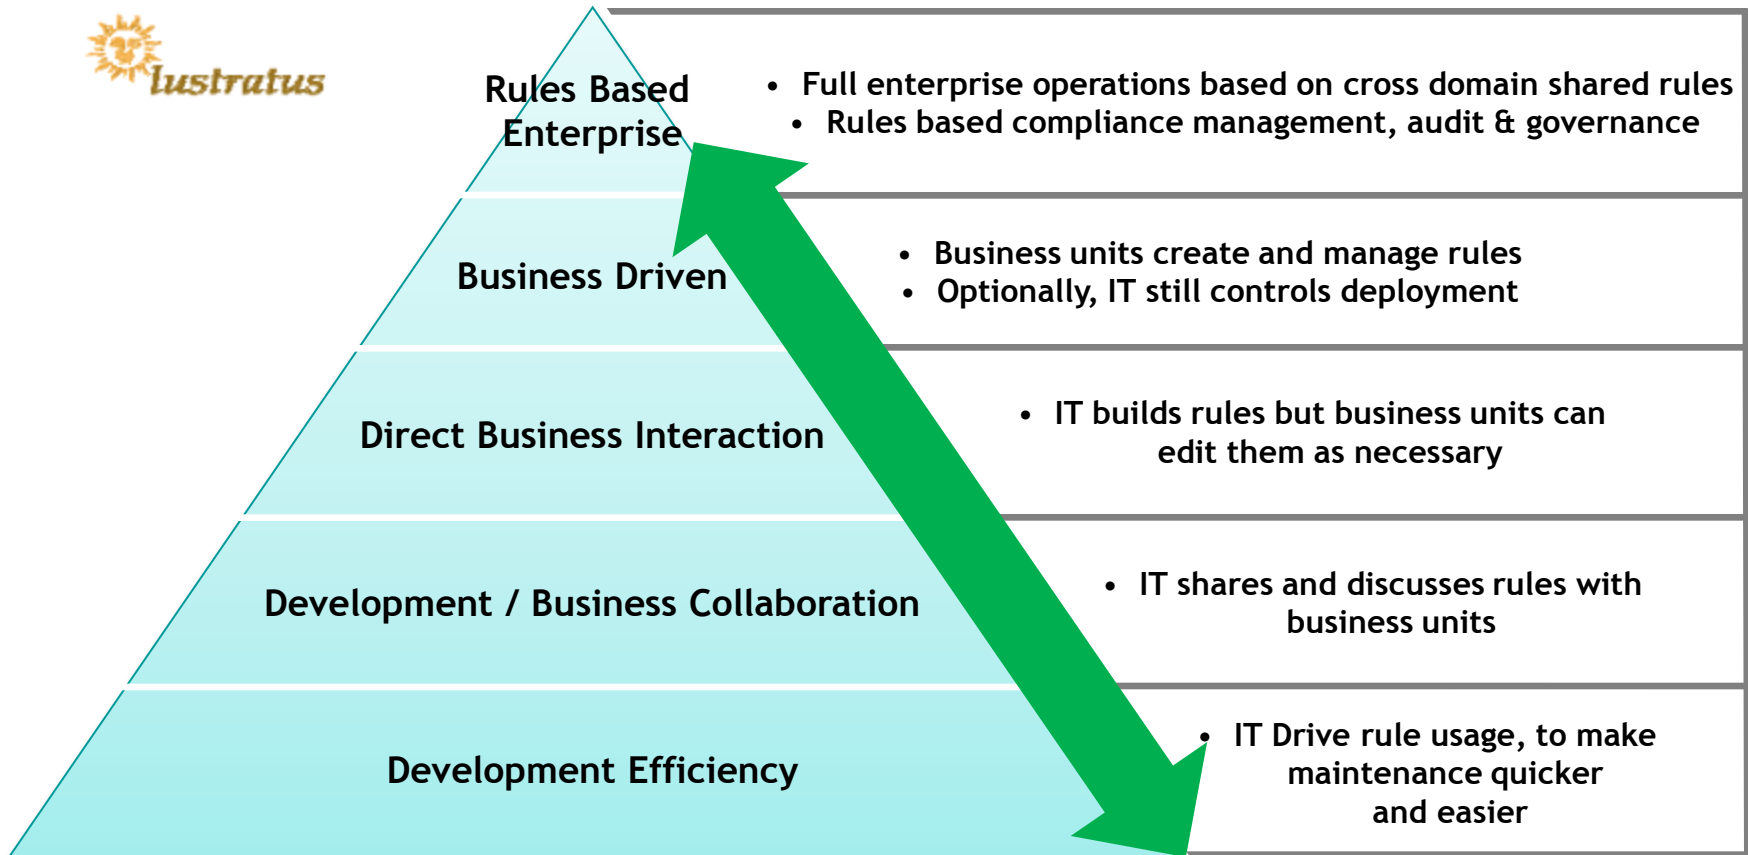 lustratus
Rules Based
Enterprise
• Full enterprise operations based on cross domain shared rules
• Rules based compliance management, audit & governance
Business Driven
• Business units create and manage rules
• Optionally, IT still controls deployment
Direct Business Interaction
• IT builds rules but business units can
edit them as necessary
Development / Business Collaboration
• IT shares and discusses rules with
business units
Development Efficiency
• IT Drive rule usage, to make
maintenance quicker
and easier